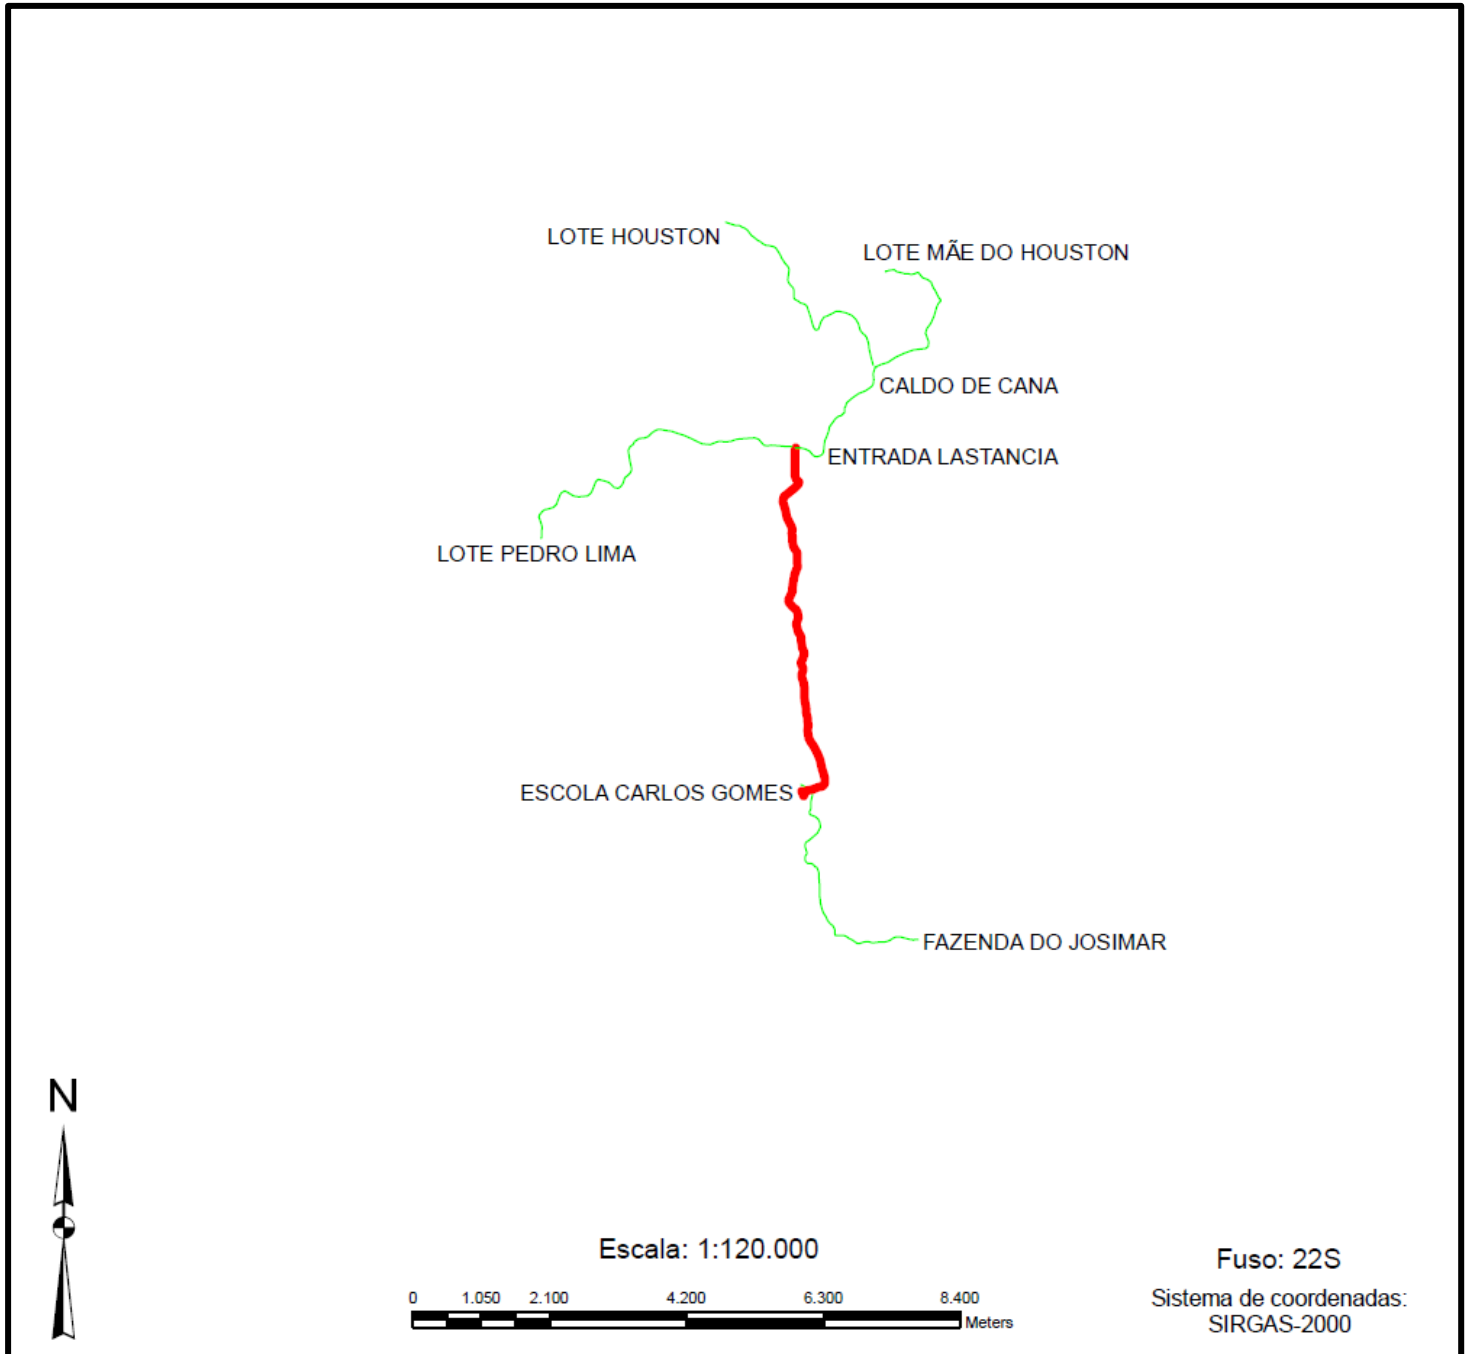 LOTE HOUSTON
LOTE MÃE DO HOUSTON
CALDO DE CANA
ENTRADA LASTANCIA
LOTE PEDRO LIMA
ESCOLA CARLOS GOMES
FAZENDA DO JOSIMAR
N
Escala: 1:120.000
0 1.050 2.100 4.200 6.300 8.400
Meters
Fuso: 22S
Sistema de coordenadas:
SIRGAS-2000